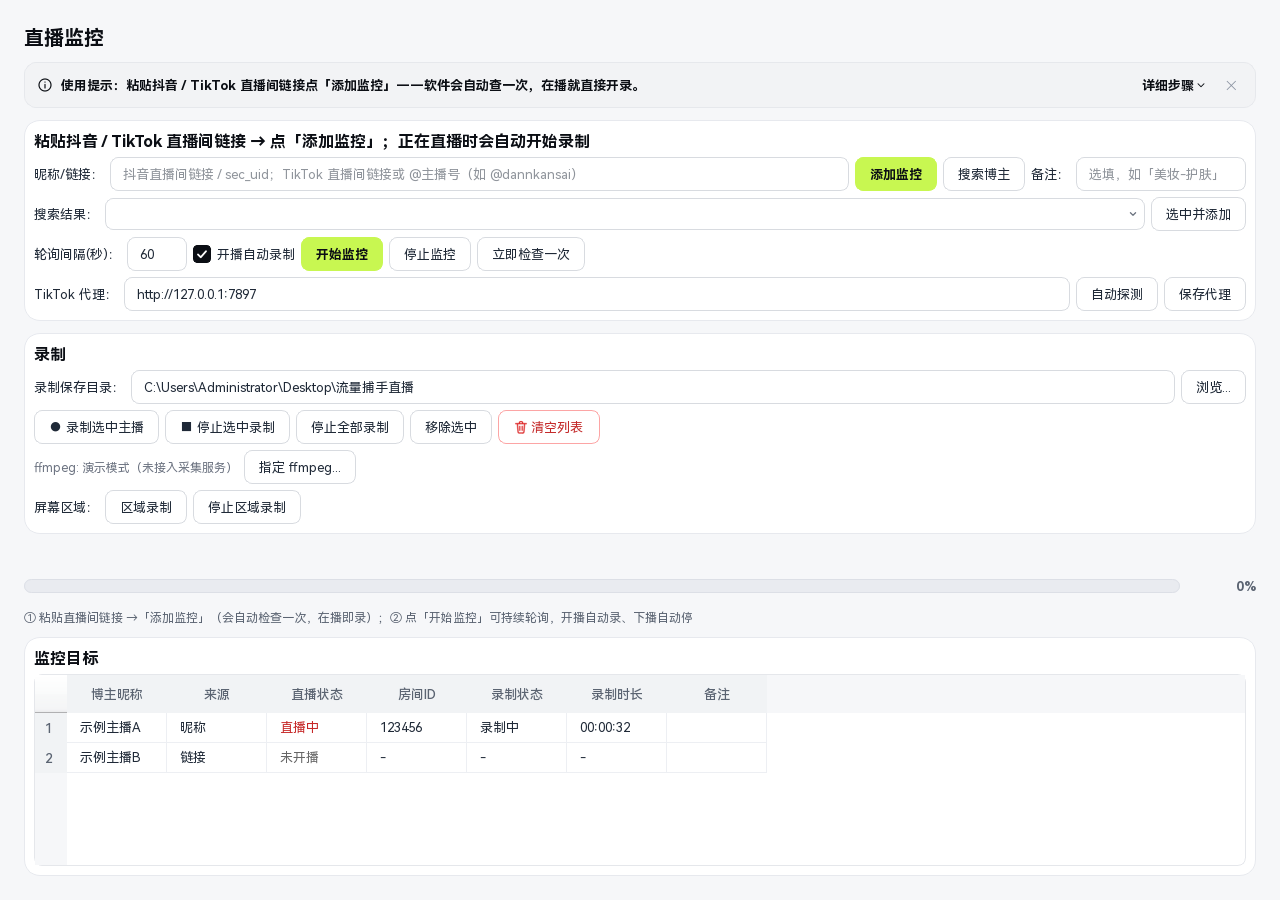 直播监控
使用提示：粘贴抖音 / TikTok 直播间链接点「添加监控」——软件会自动查一次，在播就直接开录。 详细步骤
粘贴抖音 / TikTok 直播间链接 → 点「添加监控」；正在直播时会自动开始录制
昵称/链接： 抖音直播间链接 / sec_uid；TikTok 直播间链接或 @主播号（如 @dannkansai） 添加监控 搜索博主 备注： 选填，如「美妆-护肤」
搜索结果： 选中并添加
轮询间隔(秒)： 60 开播自动录制 开始监控 停止监控 立即检查一次
TikTok 代理： http://127.0.0.1:7897 自动探测 保存代理
录制
录制保存目录： C:\Users\Administrator\Desktop\流量捕手直播 浏览...
● 录制选中主播 ■ 停止选中录制 停止全部录制 移除选中 清空列表
ffmpeg: 演示模式（未接入采集服务） 指定 ffmpeg...
屏幕区域： 区域录制 停止区域录制
0%
① 粘贴直播间链接 →「添加监控」（会自动检查一次，在播即录）；② 点「开始监控」可持续轮询，开播自动录、下播自动停
监控目标
博主昵称 来源 直播状态 房间ID 录制状态 录制时长 备注
1 示例主播A 昵称 直播中 123456 录制中 00:00:32
2 示例主播B 链接 未开播 - - -